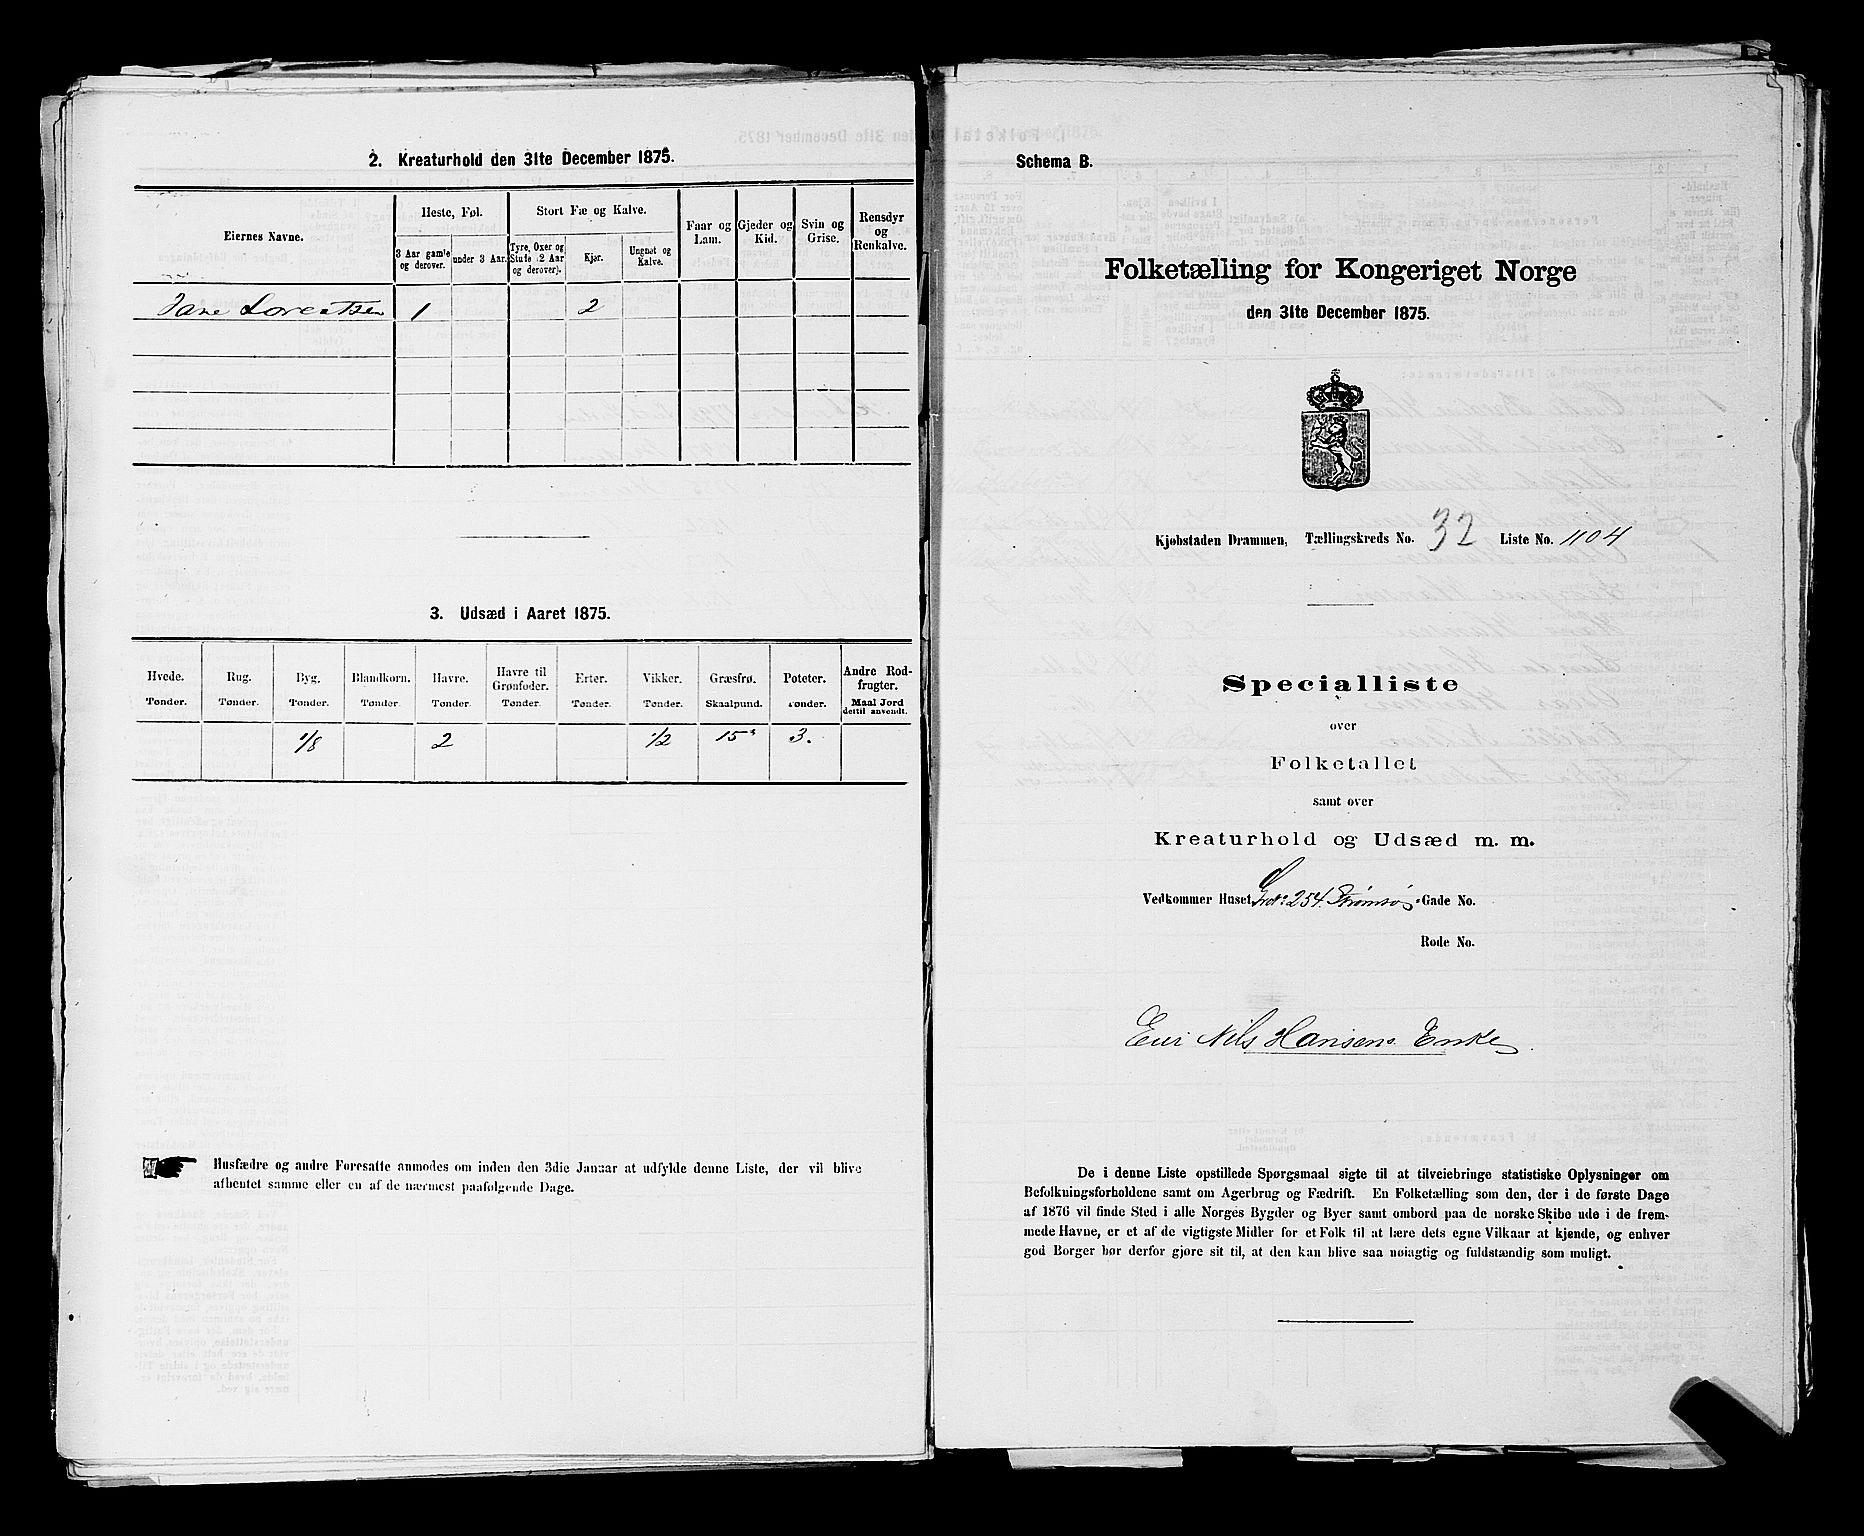 2. Kreaturhold den 31te December 1875.
Eiernes Navne.
Heste, Føl.
Stort Fæ og Kalve.
Faar og Lam.
Gjeder og Kid.
Svin og Grise.
Rensdyr og Renkalve.
3 Aar gamle og derover.
under 3 Aar.
Tyre, Oxer og Stude (2 Aar og derover).
Kjør.
Ungnøt og Kalve.
Lorentsen 1 2
3. Udsæd i Aaret 1875.
Hvede. Rug. Byg. Blandkorn. Havre. Havre til Grønfoder. Erter. Vikker. Græsfrø. Poteter. Andre Rodfrugter.
Tønder. Tønder. Tønder. Tønder. Tønder. Tønder. Tønder. Tønder. Skaalpund. Tønder. Maal Jord dertil anvendt.
1/8 2 1/2 15 3.
Husfædre og andre Foresatte anmodes om inden den 3die Januar at udfylde denne Liste, der vil blive
afhentet samme eller en af de nærmest paafølgende Dage.
Schema B.
Folketælling for Kongeriget Norge
den 31te December 1875.
Kjøbstaden Drammen, Tællingskreds No. 32 Liste No. 1104
Specialliste
over
Folketallet
samt over
Kreaturhold og Udsæd m. m.
Vedkommer Huset 254. Strømsø Gade No.
Rode No.
Nils Hansens Enke
De i denne Liste opstillede Spørgsmaal sigte til at tilveiebringe statistiske Oplysninger om
Befolkningsforholdene samt om Agerbrug og Fædrift. En Folketælling som den, der i de første Dage
af 1876 vil finde Sted i alle Norges Bygder og Byer samt ombord paa de norske Skibe ude i de frem-
mede Havne, er et af de vigtigste Midler for et Folk til at lære dets egne Vilkaar at kjende, og enhver
god Borger bør derfor gjøre sit til, at den kan blive saa nøiagtig og fuldstændig som muligt.